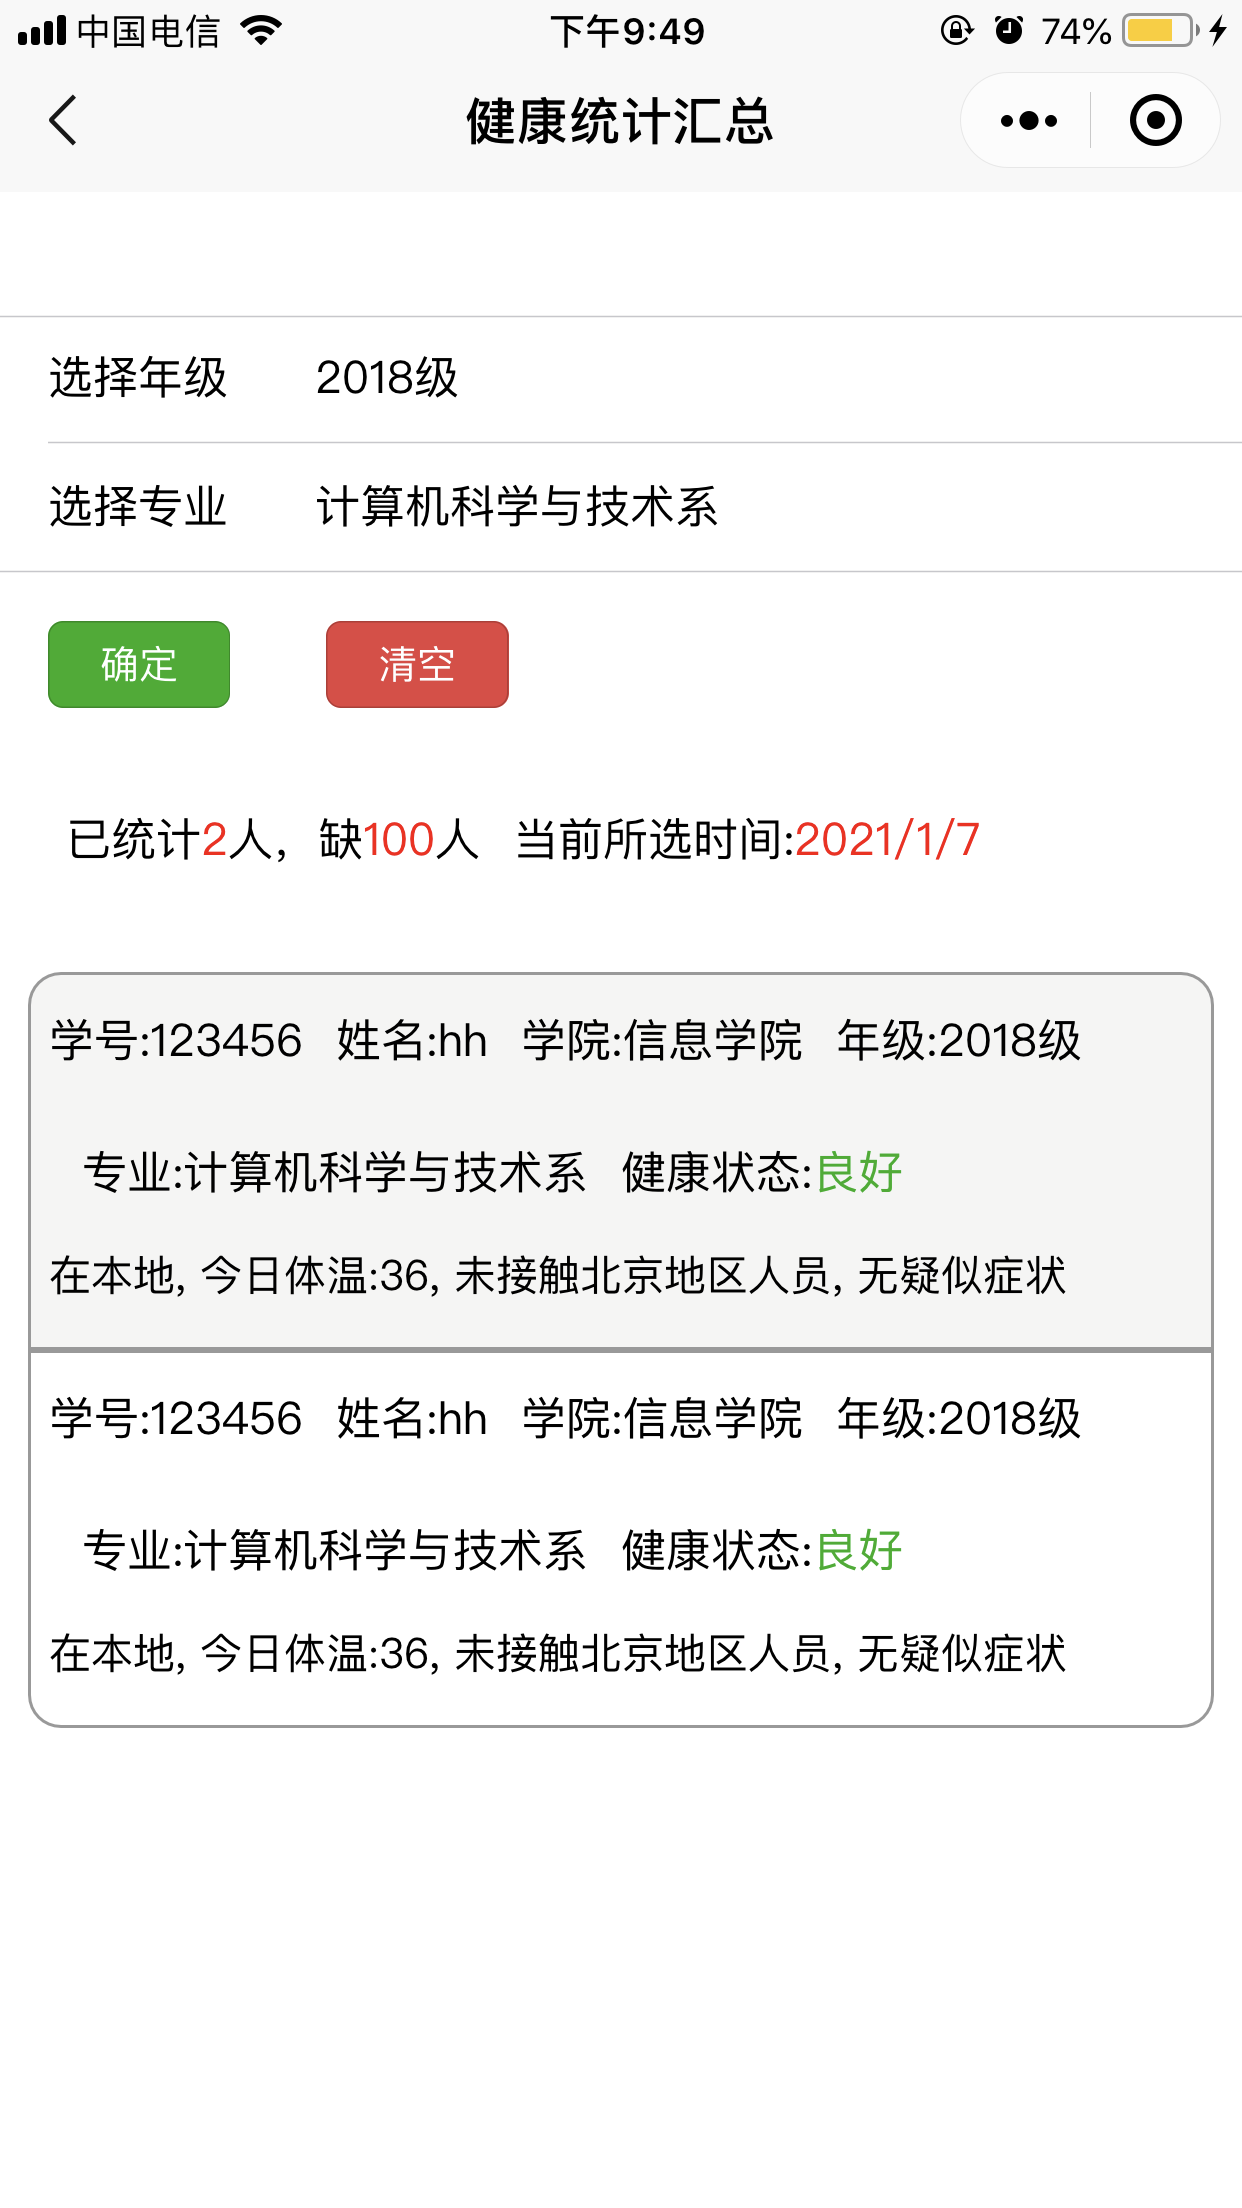 中国电信 下午9:49 74%
健康统计汇总
选择年级 2018级
选择专业 计算机科学与技术系
确定 清空
已统计2人，缺100人 当前所选时间:2021/1/7
学号:123456 姓名:hh 学院:信息学院 年级:2018级
专业:计算机科学与技术系 健康状态:良好
在本地, 今日体温:36, 未接触北京地区人员, 无疑似症状
学号:123456 姓名:hh 学院:信息学院 年级:2018级
专业:计算机科学与技术系 健康状态:良好
在本地, 今日体温:36, 未接触北京地区人员, 无疑似症状